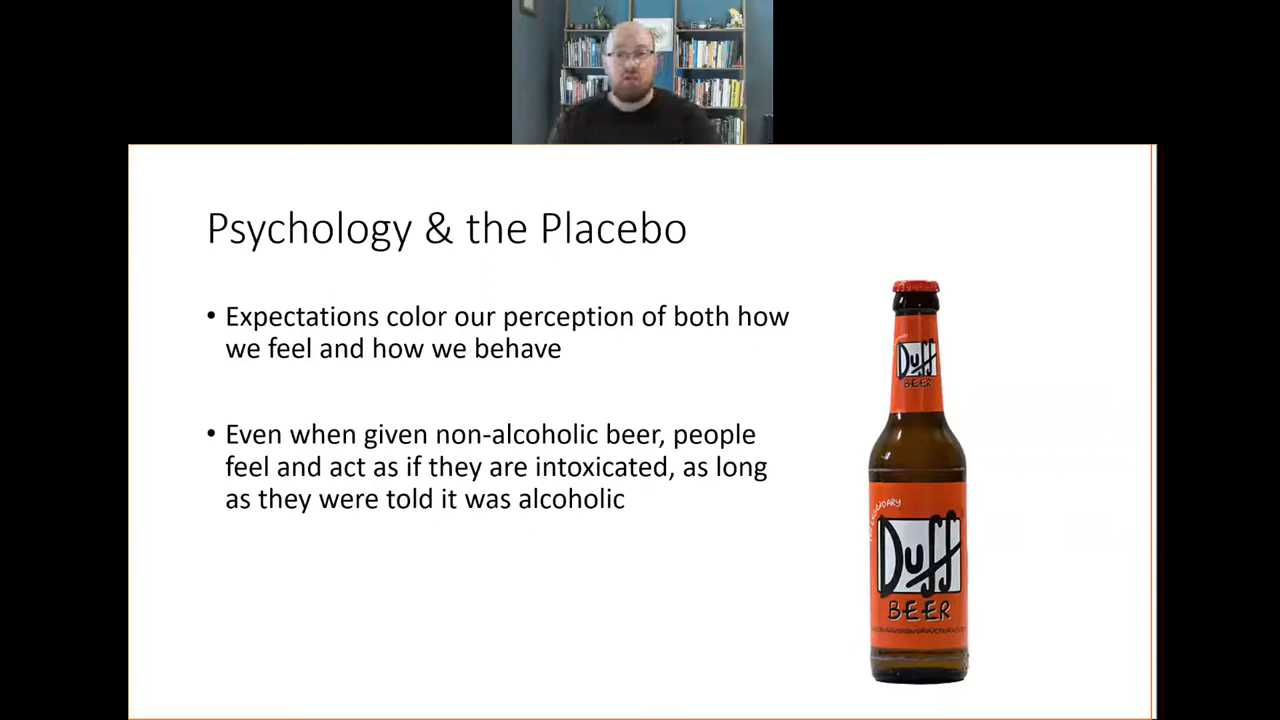 Psychology & the Placebo
• Expectations color our perception of both how
we feel and how we behave
• Even when given non-alcoholic beer, people
feel and act as if they are intoxicated, as long
as they were told it was alcoholic
Duff
BEER
LEGENDARY
Duff
BEER